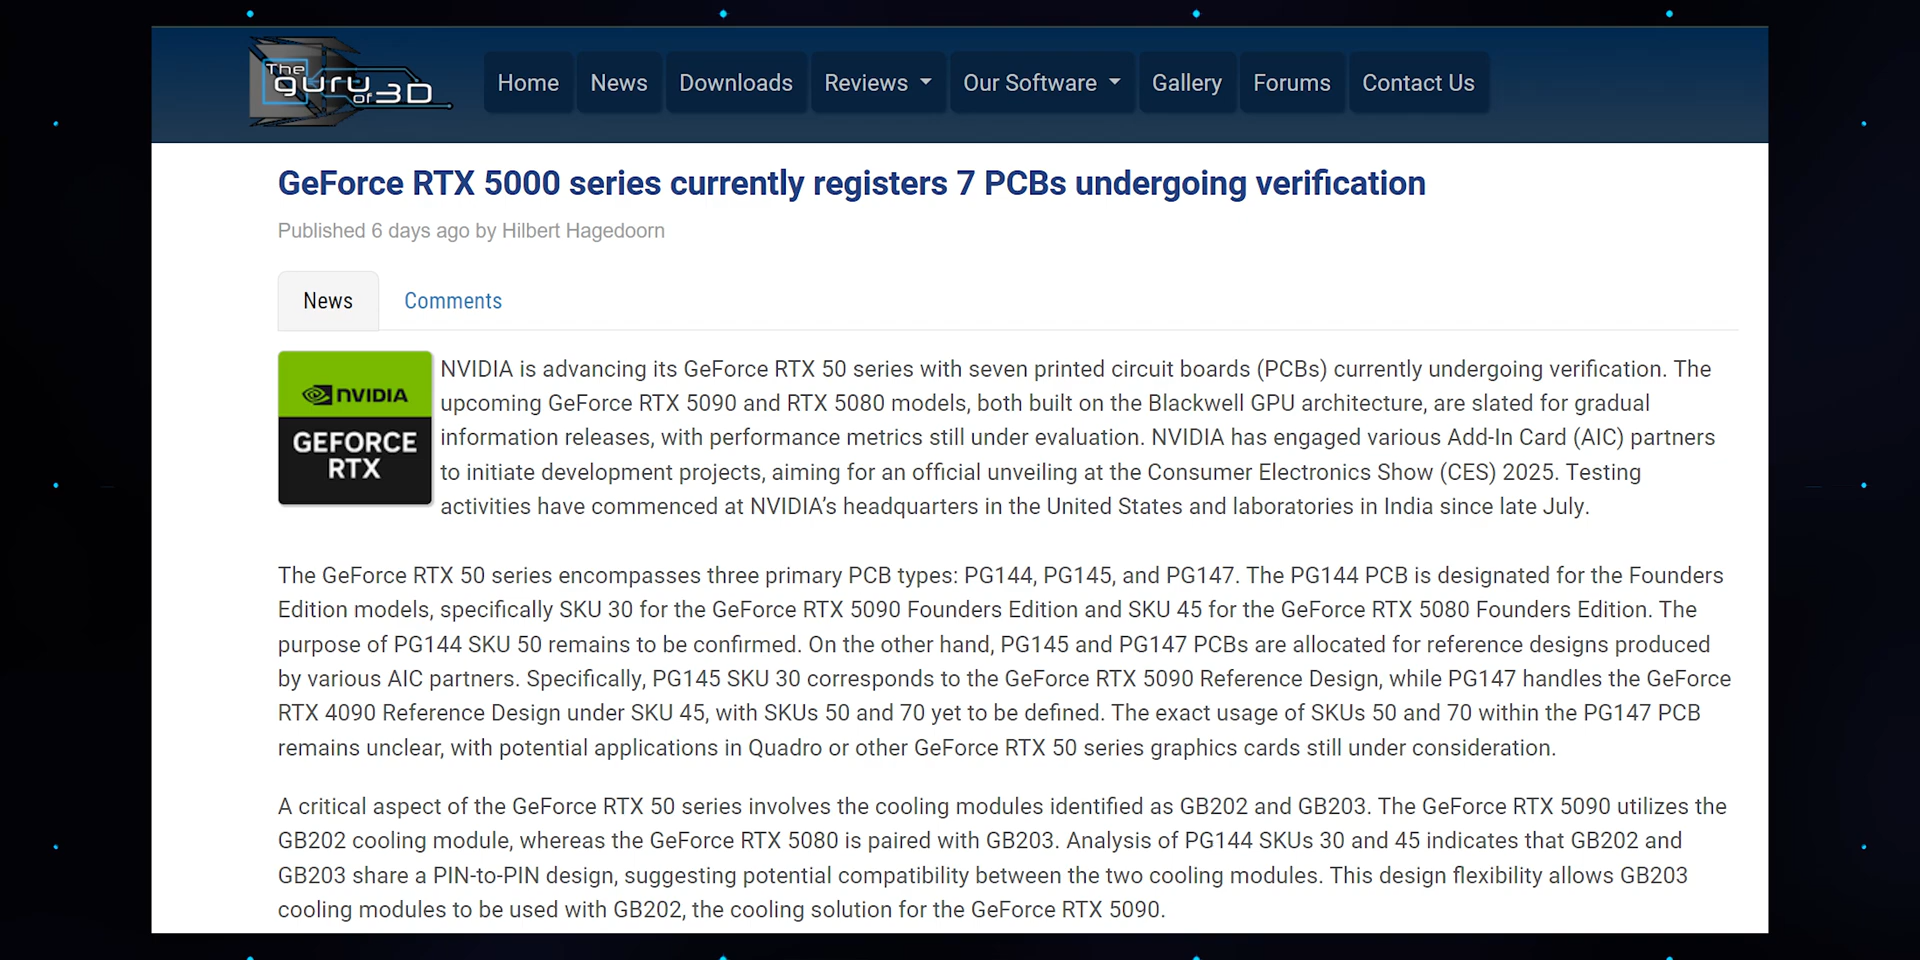 The
guru
of 3D
Home News Downloads Reviews Our Software Gallery Forums Contact Us
GeForce RTX 5000 series currently registers 7 PCBs undergoing verification
Published 6 days ago by Hilbert Hagedoorn
News Comments
NVIDIA
GEFORCE
RTX
NVIDIA is advancing its GeForce RTX 50 series with seven printed circuit boards (PCBs) currently undergoing verification. The
upcoming GeForce RTX 5090 and RTX 5080 models, both built on the Blackwell GPU architecture, are slated for gradual
information releases, with performance metrics still under evaluation. NVIDIA has engaged various Add-In Card (AIC) partners
to initiate development projects, aiming for an official unveiling at the Consumer Electronics Show (CES) 2025. Testing
activities have commenced at NVIDIA’s headquarters in the United States and laboratories in India since late July.
The GeForce RTX 50 series encompasses three primary PCB types: PG144, PG145, and PG147. The PG144 PCB is designated for the Founders
Edition models, specifically SKU 30 for the GeForce RTX 5090 Founders Edition and SKU 45 for the GeForce RTX 5080 Founders Edition. The
purpose of PG144 SKU 50 remains to be confirmed. On the other hand, PG145 and PG147 PCBs are allocated for reference designs produced
by various AIC partners. Specifically, PG145 SKU 30 corresponds to the GeForce RTX 5090 Reference Design, while PG147 handles the GeForce
RTX 4090 Reference Design under SKU 45, with SKUs 50 and 70 yet to be defined. The exact usage of SKUs 50 and 70 within the PG147 PCB
remains unclear, with potential applications in Quadro or other GeForce RTX 50 series graphics cards still under consideration.
A critical aspect of the GeForce RTX 50 series involves the cooling modules identified as GB202 and GB203. The GeForce RTX 5090 utilizes the
GB202 cooling module, whereas the GeForce RTX 5080 is paired with GB203. Analysis of PG144 SKUs 30 and 45 indicates that GB202 and
GB203 share a PIN-to-PIN design, suggesting potential compatibility between the two cooling modules. This design flexibility allows GB203
cooling modules to be used with GB202, the cooling solution for the GeForce RTX 5090.